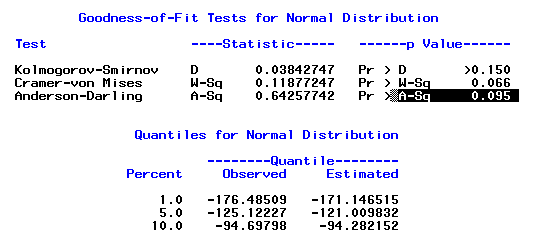 Goodness-of-Fit Tests for Normal Distribution
Test ----Statistic----- ------p Value------
Kolmogorov-Smirnov D 0.03842747 Pr > D >0.150
Cramer-von Mises W-Sq 0.11877247 Pr > W-Sq 0.066
Anderson-Darling A-Sq 0.64257742 Pr > A-Sq 0.095
Quantiles for Normal Distribution
--------Quantile--------
Percent Observed Estimated
1.0 -176.48509 -171.146515
5.0 -125.12227 -121.009832
10.0 -94.69798 -94.282152